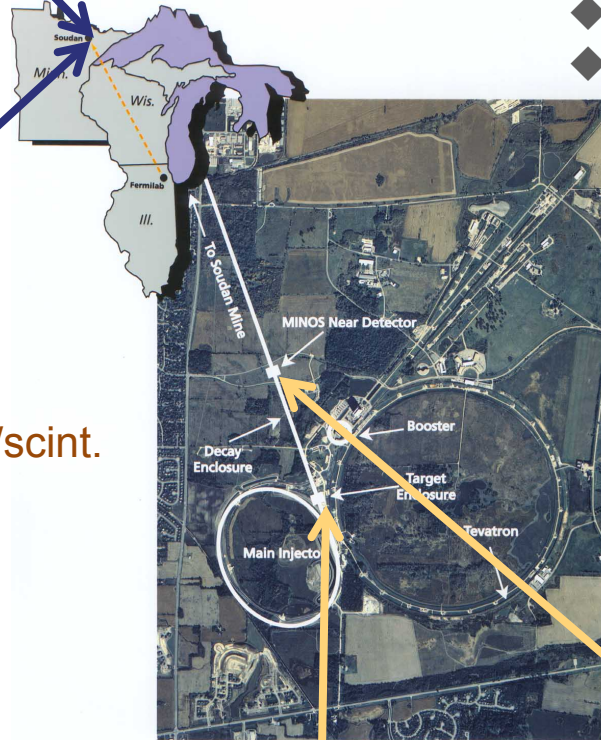 Soudan
Minn.
Wis.
Fermilab
Ill.
To Soudan Mine
MINOS Near Detector
/scint.
Decay
Enclosure
Booster
Target
Enclosure
Main Injector
Tevatron